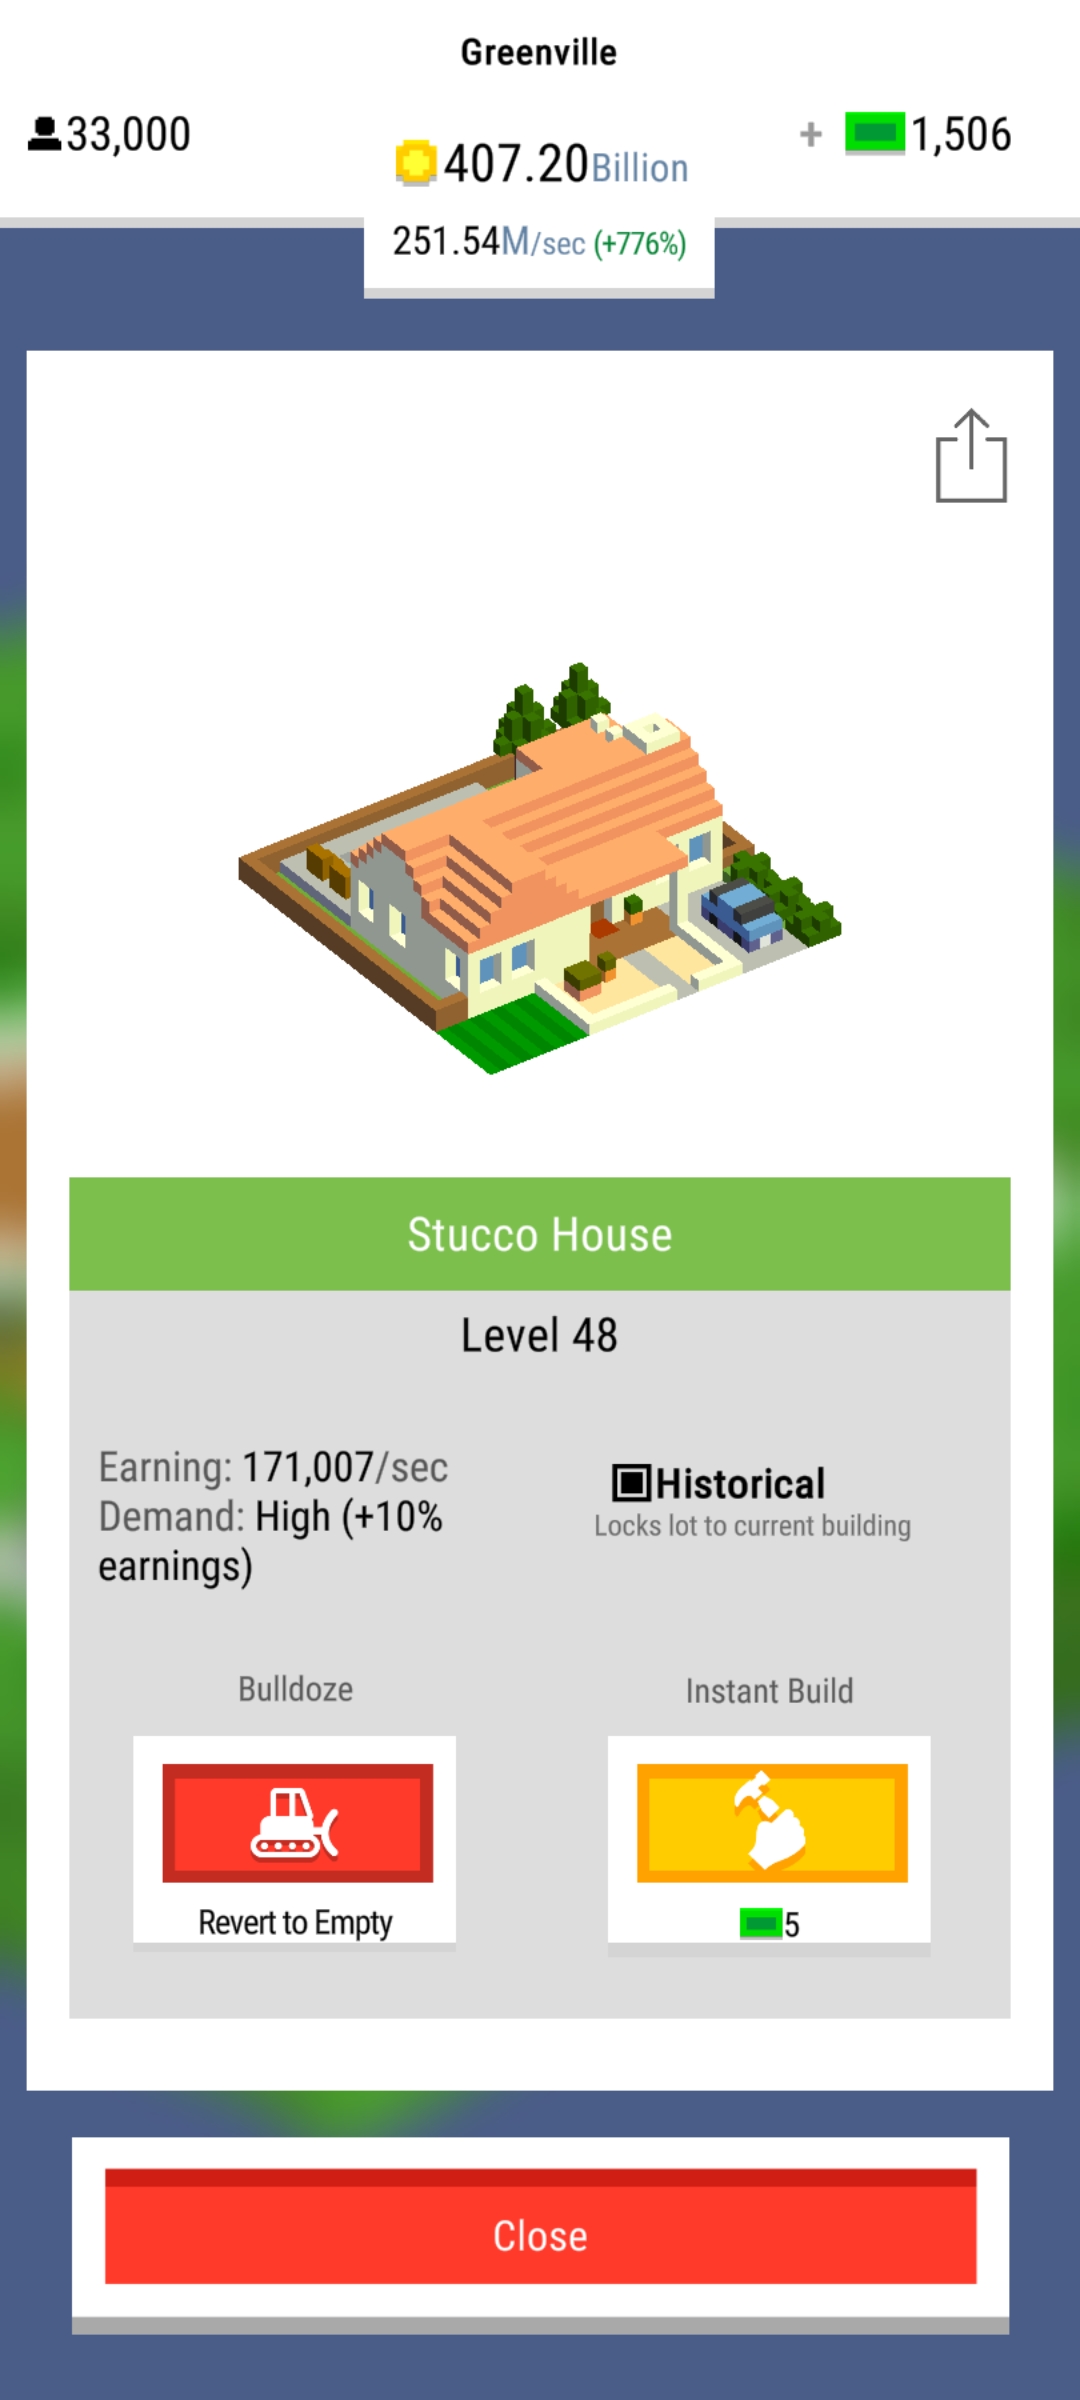 Greenville
33,000
407.20Billion
+ 1,506
251.54M/sec (+776%)
Stucco House
Level 48
Earning: 171,007/sec
Demand: High (+10%
earnings)
Historical
Locks lot to current building
Bulldoze
Revert to Empty
Instant Build
5
Close